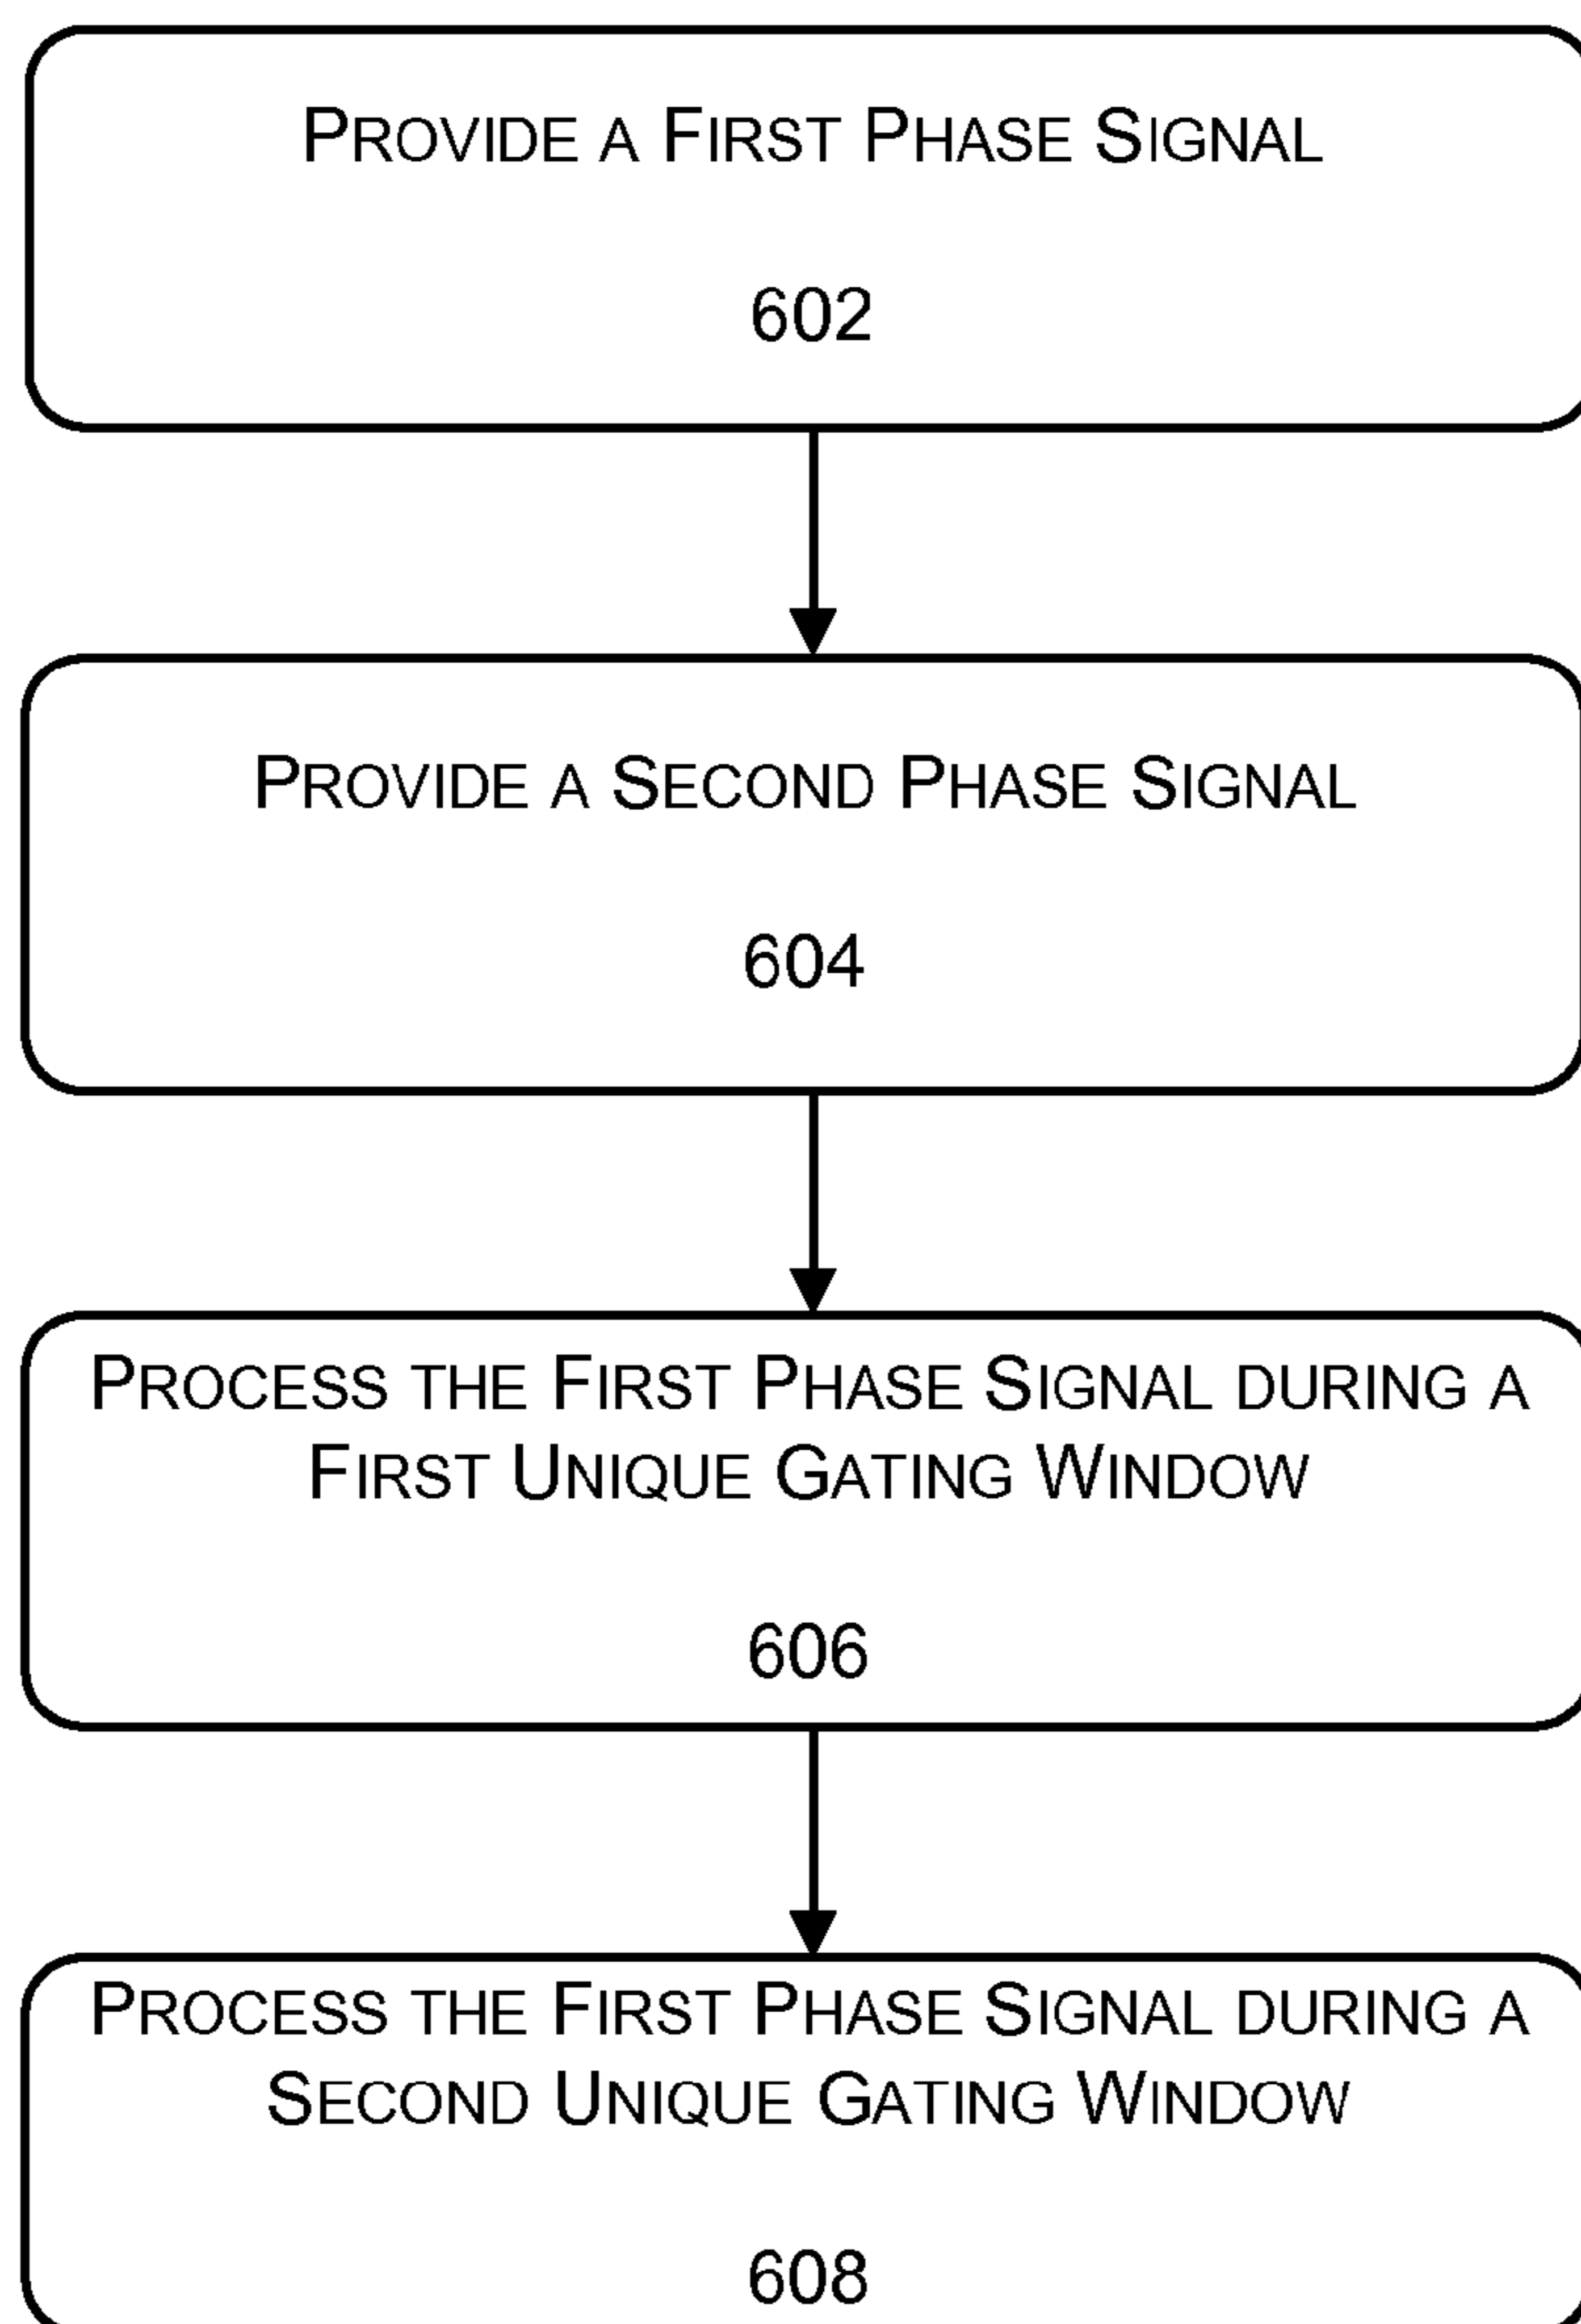 PROVIDE A FIRST PHASE SIGNAL
602
PROVIDE A SECOND PHASE SIGNAL
604
PROCESS THE FIRST PHASE SIGNAL DURING A
FIRST UNIQUE GATING WINDOW
606
PROCESS THE FIRST PHASE SIGNAL DURING A
SECOND UNIQUE GATING WINDOW
608